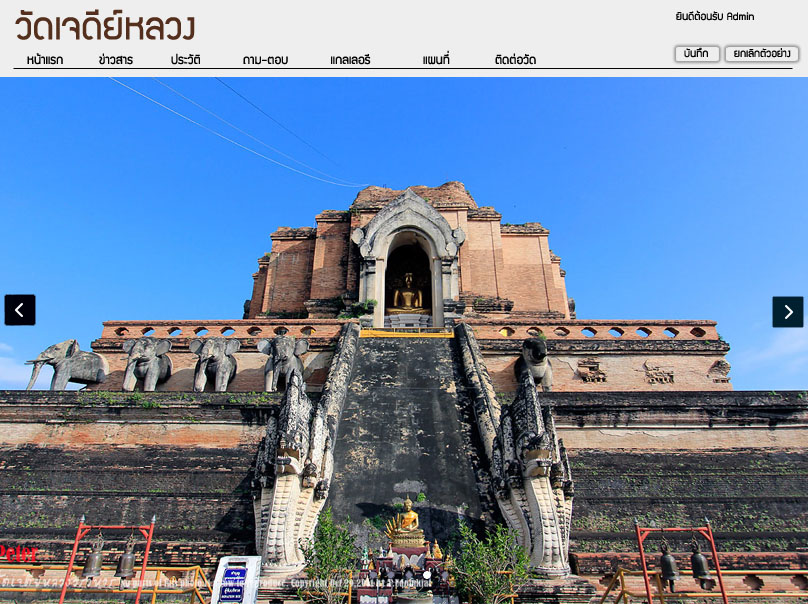 วัดเจดีย์หลวง
ยินดีต้อนรับ Admin
หน้าแรก ข่าวสาร ประวัติ ถาม-ตอบ แกลเลอรี แผนที่ ติดต่อวัด
บันทึก ยกเลิกตัวอย่าง